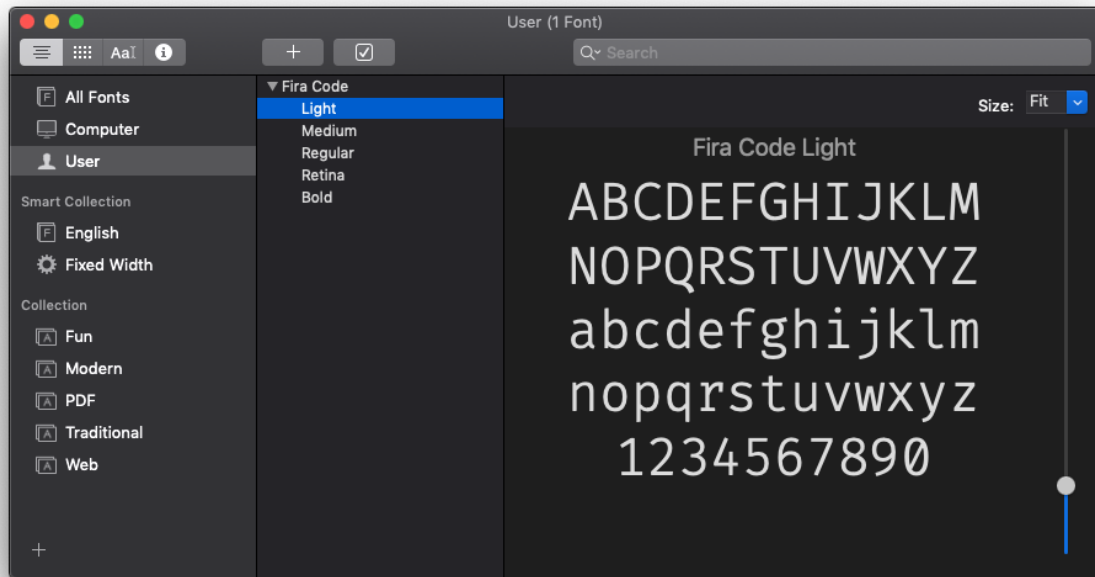 User (1 Font)
AaI
Search
All Fonts
Computer
User
Smart Collection
English
Fixed Width
Collection
Fun
Modern
PDF
Traditional
Web
Fira Code
Light
Medium
Regular
Retina
Bold
Size: Fit
Fira Code Light
ABCDEFGHIJKLM
NOPQRSTUVWXYZ
abcdefghijklm
nopqrstuvwxyz
1234567890